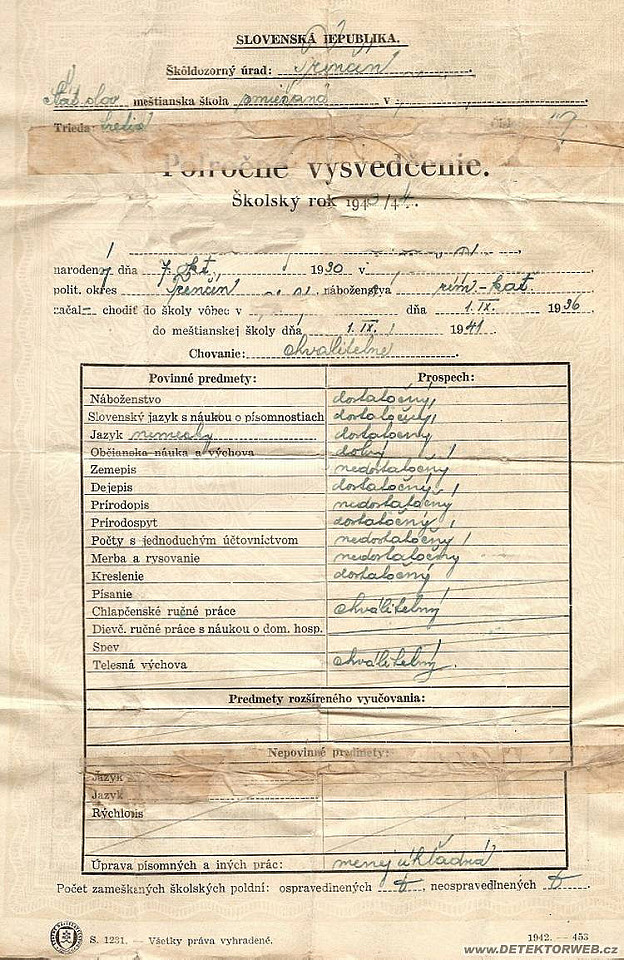 SLOVENSKÁ REPUBLIKA.
Škôldozorný úrad: Trenčín
Štát. slov. meštianska škola smiešaná v
Trieda: tretia
Polročné vysvedčenie.
Školský rok 1943/44.
narodený dňa 7. okt. 1930 v
polit. okres Trenčín náboženstva rím-kat.
začal chodiť do školy vôbec v dňa 1. IX. 1936
do meštianskej školy dňa 1. IX. 1941
Chovanie: chvalitebné
Povinné predmety: Prospech:
Náboženstvo dostatočný
Slovenský jazyk s náukou o písomnostiach dostatočný
Jazyk nemecký dostatočný
Občianska náuka a výchova dobrý
Zemepis nedostatočný
Dejepis dostatočný
Prírodopis nedostatočný
Prírodospyt dostatočný
Počty s jednoduchým účtovníctvom nedostatočný
Merba a rysovanie nedostatočný
Kreslenie dostatočný
Písanie
Chlapčenské ručné práce chválitebný
Dievč. ručné práce s náukou o dom. hosp.
Spev
Telesná výchova chválitebný.
Predmety rozšíreného vyučovania:
Nepovinné predmety:
Jazyk
Jazyk
Rýchlopis
Úprava písomných a iných prác: menej úhľadná
Počet zameškaných školských poldní: ospravedlnených , neospravedlnených
S. 1231. — Všetky práva vyhradené.
1942. — 453
www.DETEKTORWEB.cz